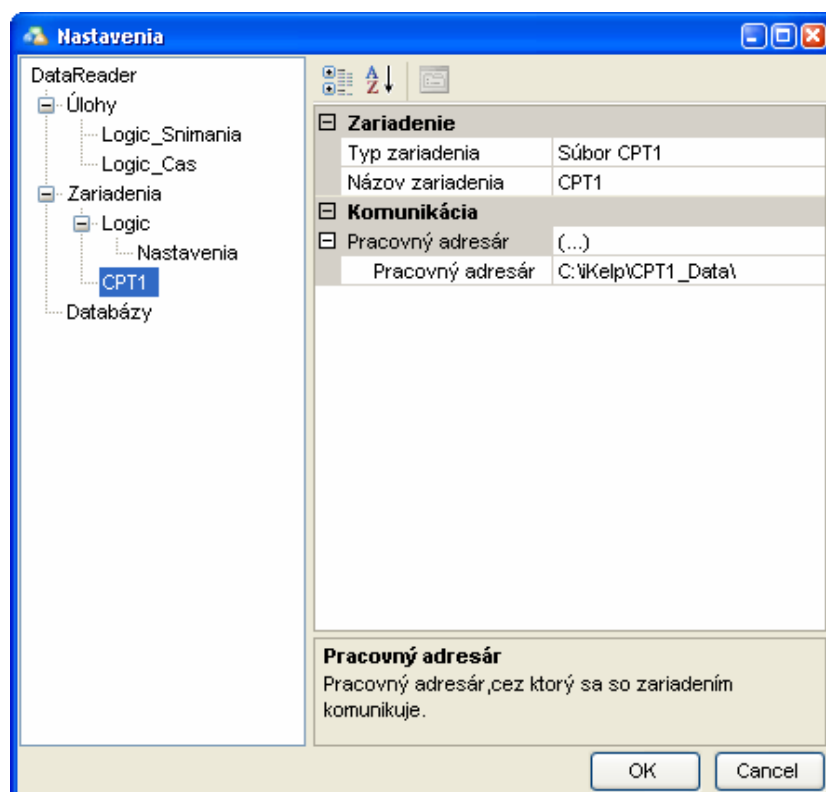 Nastavenia
DataReader
Úlohy
Logic_Snimania
Logic_Cas
Zariadenia
Logic
Nastavenia
CPT1
Databázy
Zariadenie
Typ zariadenia Súbor CPT1
Názov zariadenia CPT1
Komunikácia
Pracovný adresár (...)
Pracovný adresár C:\iKelp\CPT1_Data\
Pracovný adresár
Pracovný adresár,cez ktorý sa so zariadením
komunikuje.
OK Cancel